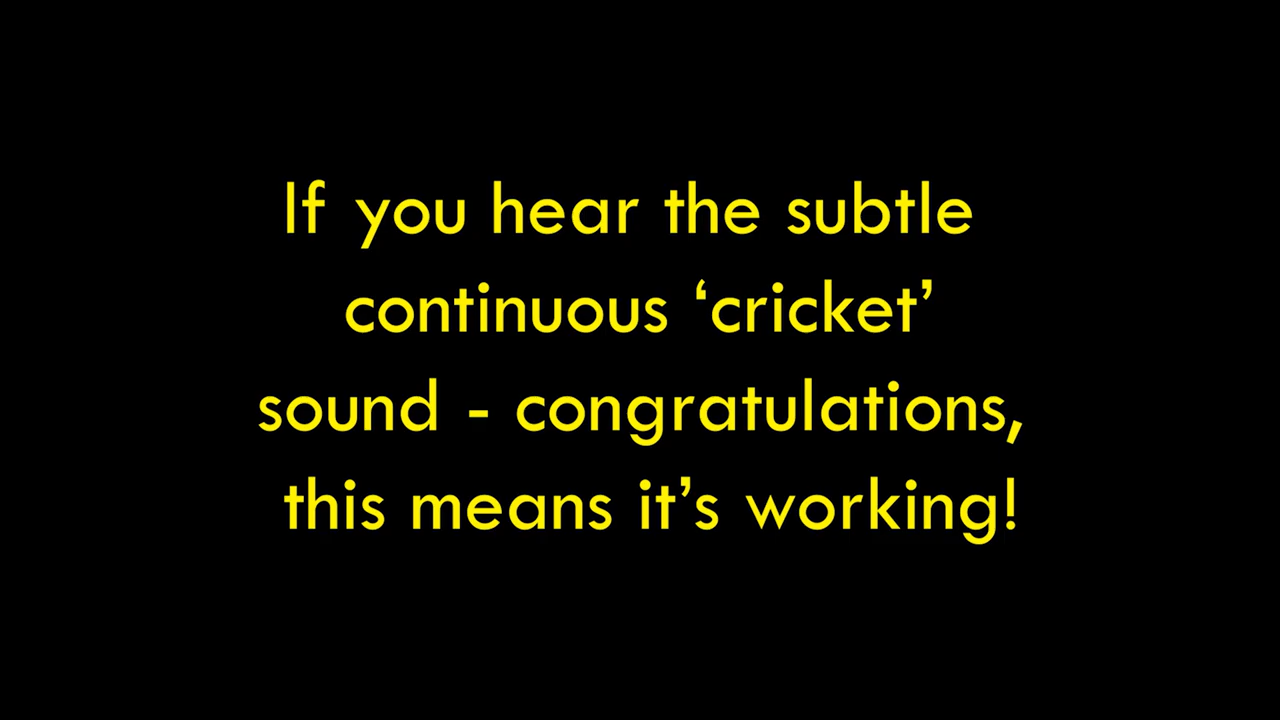 If you hear the subtle
continuous ‘cricket’
sound - congratulations,
this means it’s working!